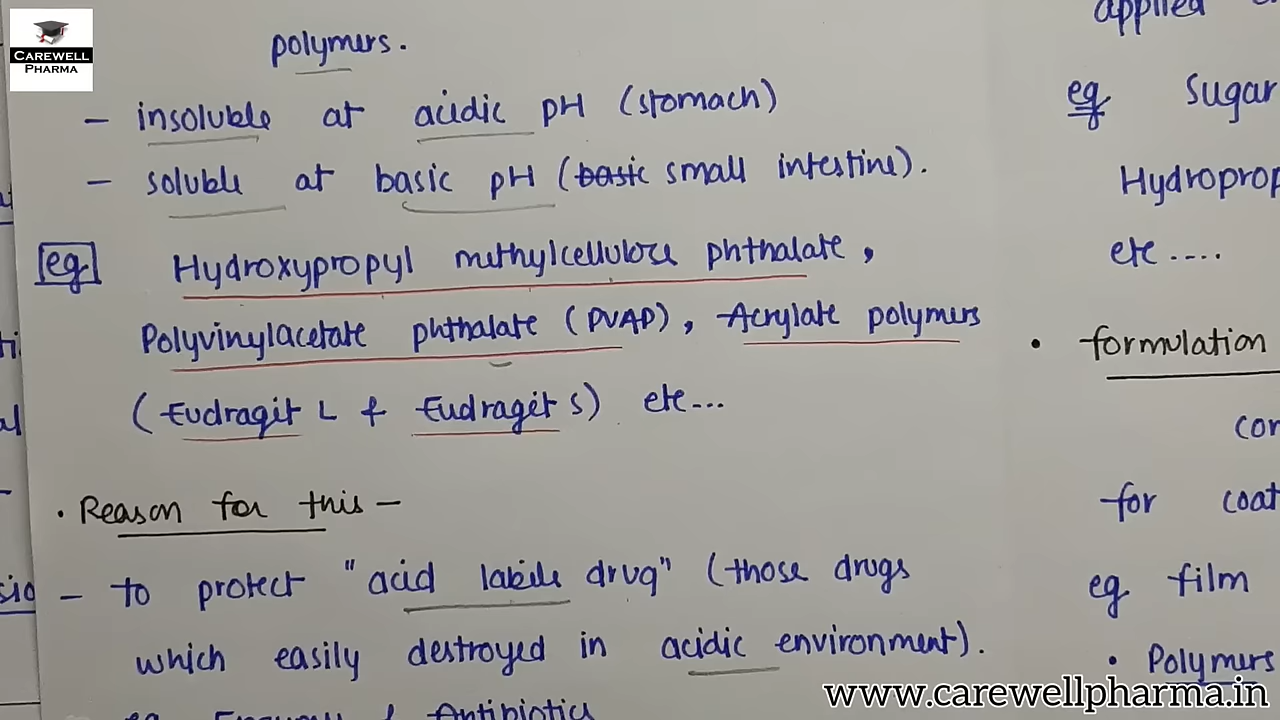 CAREWELL
PHARMA
polymers.
- insoluble at acidic pH (stomach)
- soluble at basic pH (basic small intestine).
eg Hydroxypropyl methylcellulose phthalate,
Polyvinylacetate phthalate (PVAP), Acrylate polymers
(Eudragit L & Eudragit S) etc...
• Reason for this -
- to protect "acid labile drug" (those drugs
which easily destroyed in acidic environment).
eg Enzymes, Antibiotics
applied
eg Sugar
Hydroprop
etc....
• formulation
con
for coat
eg film
• Polymers
www.carewellpharma.in